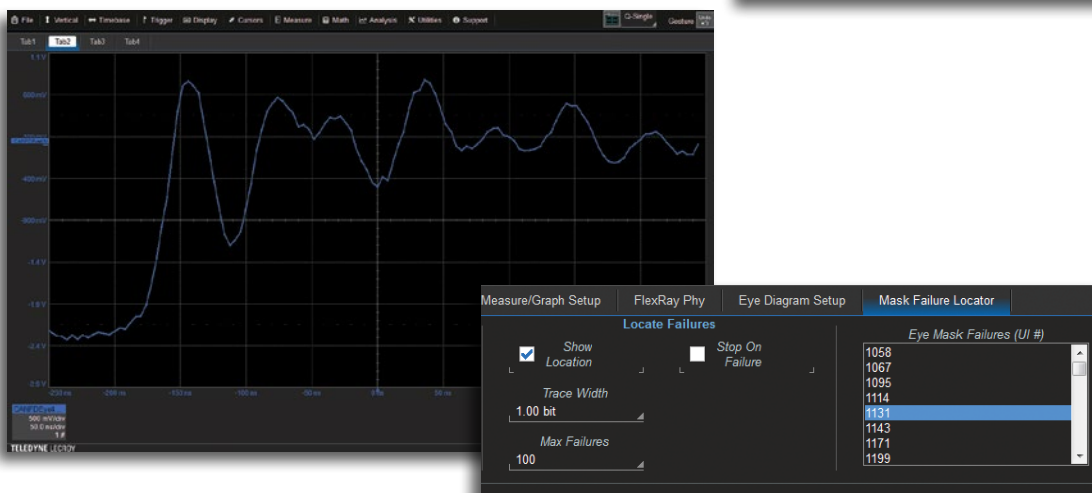 File Vertical Timebase Trigger Display Cursors Measure Math Analysis Utilities Support
Q-Single
Gesture Undo
Tab1 Tab2 Tab3 Tab4
1.1 V
600 mV
-400 mV
-900 mV
-1.4 V
-1.9 V
-2.4 V
-2.9 V
-250 ns -200 ns -150 ns -100 ns -50 ns 0 ns 50 ns
500 mV/div
50.0 ns/div
1 #
TELEDYNE LECROY
Measure/Graph Setup FlexRay Phy Eye Diagram Setup Mask Failure Locator
Locate Failures
Show Location
Stop On Failure
Trace Width
1.00 bit
Max Failures
100
Eye Mask Failures (UI #)
1058
1067
1095
1114
1131
1143
1171
1199